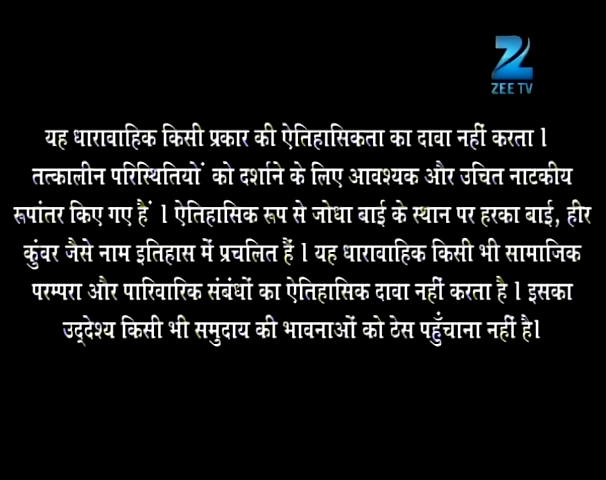 ZEE TV
यह धारावाहिक किसी प्रकार की ऐतिहासिकता का दावा नहीं करता l
तत्कालीन परिस्थितियों को दर्शाने के लिए आवश्यक और उचित नाटकीय
रूपांतर किए गए हैं l ऐतिहासिक रूप से जोधा बाई के स्थान पर हरका बाई, हीर
कुंवर जैसे नाम इतिहास में प्रचलित हैं l यह धारावाहिक किसी भी सामाजिक
परम्परा और पारिवारिक संबंधों का ऐतिहासिक दावा नहीं करता है l इसका
उद्देश्य किसी भी समुदाय की भावनाओं को ठेस पहुँचाना नहीं है l